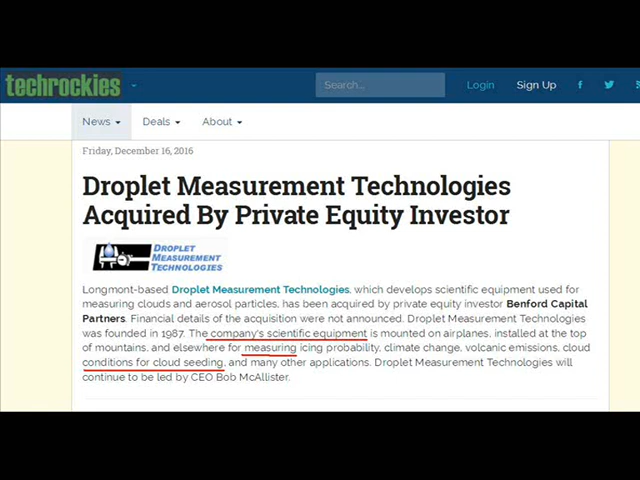 techrockies
Search...
Login
Sign Up
News
Deals
About
Friday, December 16, 2016
Droplet Measurement Technologies
Acquired By Private Equity Investor
DROPLET
MEASUREMENT
TECHNOLOGIES
Longmont-based Droplet Measurement Technologies, which develops scientific equipment used for
measuring clouds and aerosol particles, has been acquired by private equity investor Benford Capital
Partners. Financial details of the acquisition were not announced. Droplet Measurement Technologies
was founded in 1987. The company's scientific equipment is mounted on airplanes, installed at the top
of mountains, and elsewhere for measuring icing probability, climate change, volcanic emissions, cloud
conditions for cloud seeding, and many other applications. Droplet Measurement Technologies will
continue to be led by CEO Bob McAllister.